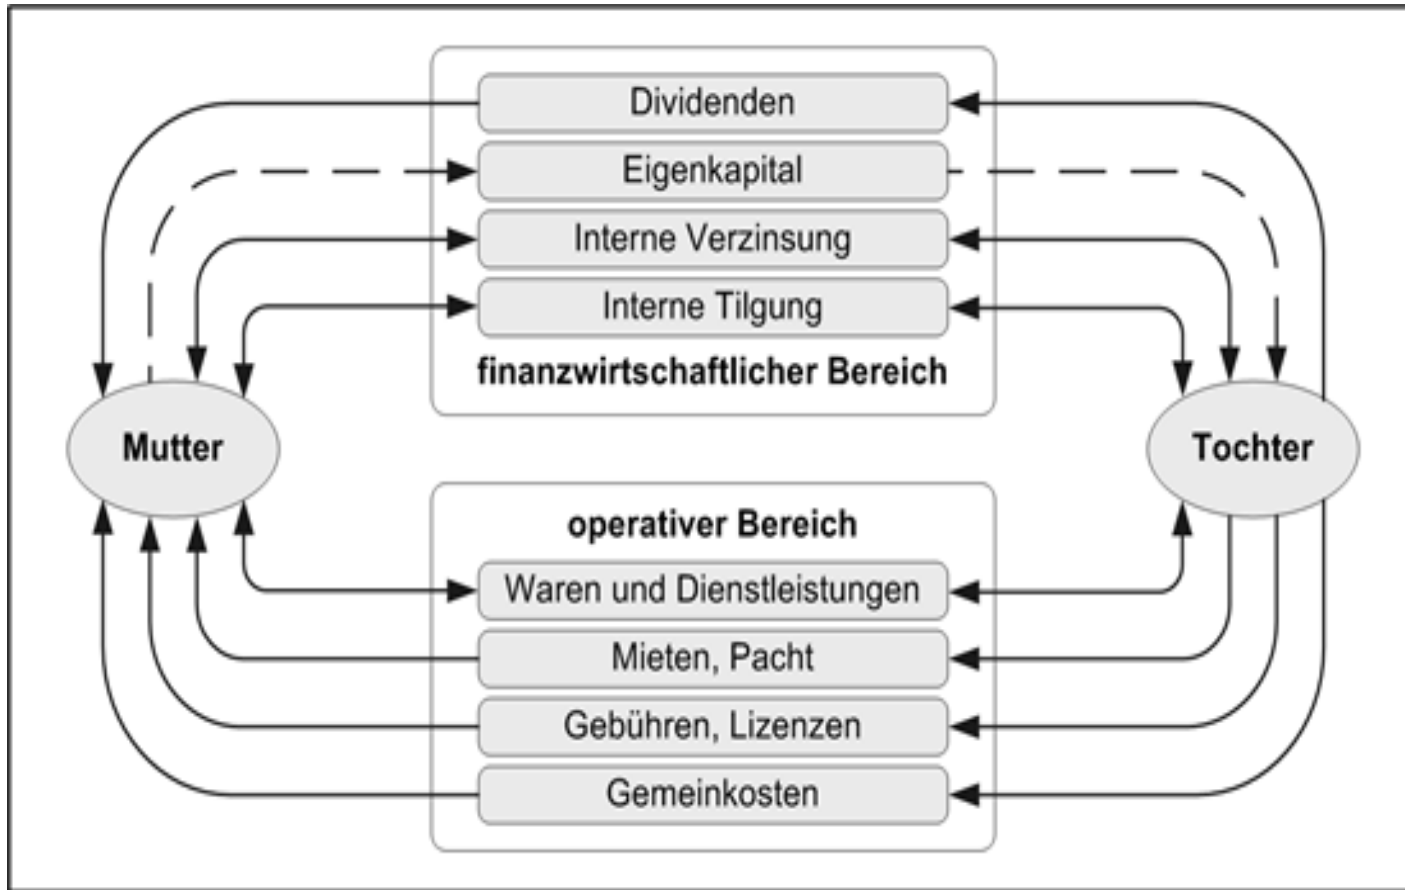 Dividenden
Eigenkapital
Interne Verzinsung
Interne Tilgung
finanzwirtschaftlicher Bereich
Mutter
Tochter
operativer Bereich
Waren und Dienstleistungen
Mieten, Pacht
Gebühren, Lizenzen
Gemeinkosten